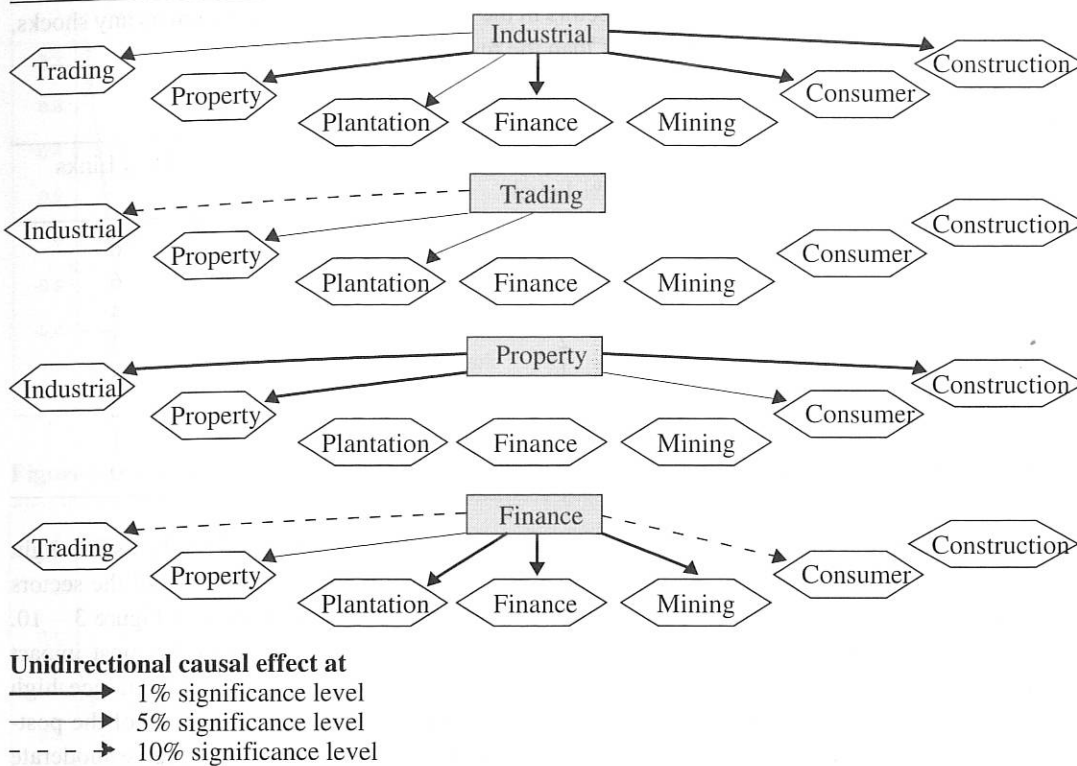 ny shocks,
Industrial
Trading
Property
Plantation
Finance
Mining
Consumer
Construction
Trading
Industrial
Property
Plantation
Finance
Mining
Consumer
Construction
Property
Industrial
Property
Plantation
Finance
Mining
Consumer
Construction
Finance
Trading
Property
Plantation
Finance
Mining
Consumer
Construction
Unidirectional causal effect at
1% significance level
5% significance level
10% significance level